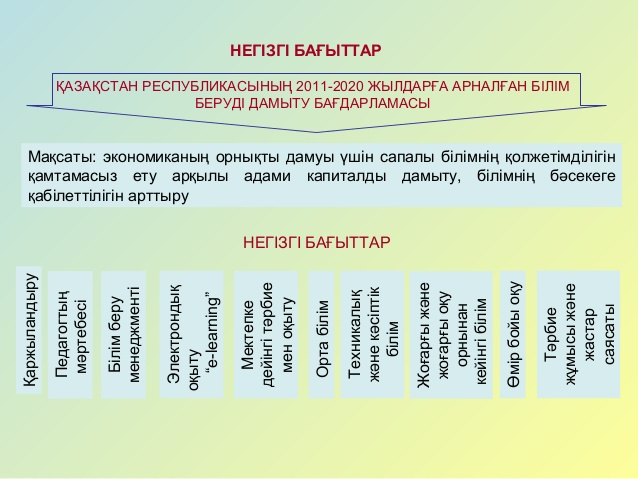 НЕГІЗГІ БАҒЫТТАР
ҚАЗАҚСТАН РЕСПУБЛИКАСЫНЫҢ 2011-2020 ЖЫЛДАРҒА АРНАЛҒАН БІЛІМ
БЕРУДІ ДАМЫТУ БАҒДАРЛАМАСЫ
Мақсаты: экономиканың орнықты дамуы үшін сапалы білімнің қолжетімділігін
қамтамасыз ету арқылы адами капиталды дамыту, білімнің бәсекеге
қабілеттілігін арттыру
НЕГІЗГІ БАҒЫТТАР
Қаржыландыру
Педагогтың
мәртебесі
Білім беру
менеджменті
Электрондық
оқыту
“e-learning”
Мектепке
дейінгі тәрбие
мен оқыту
Орта білім
Техникалық
және кәсіптік
білім
Жоғарғы және
жоғарғы оқу
орнынан
кейінгі білім
Өмір бойы оқу
Тәрбие
жұмысы және
жастар
саясаты